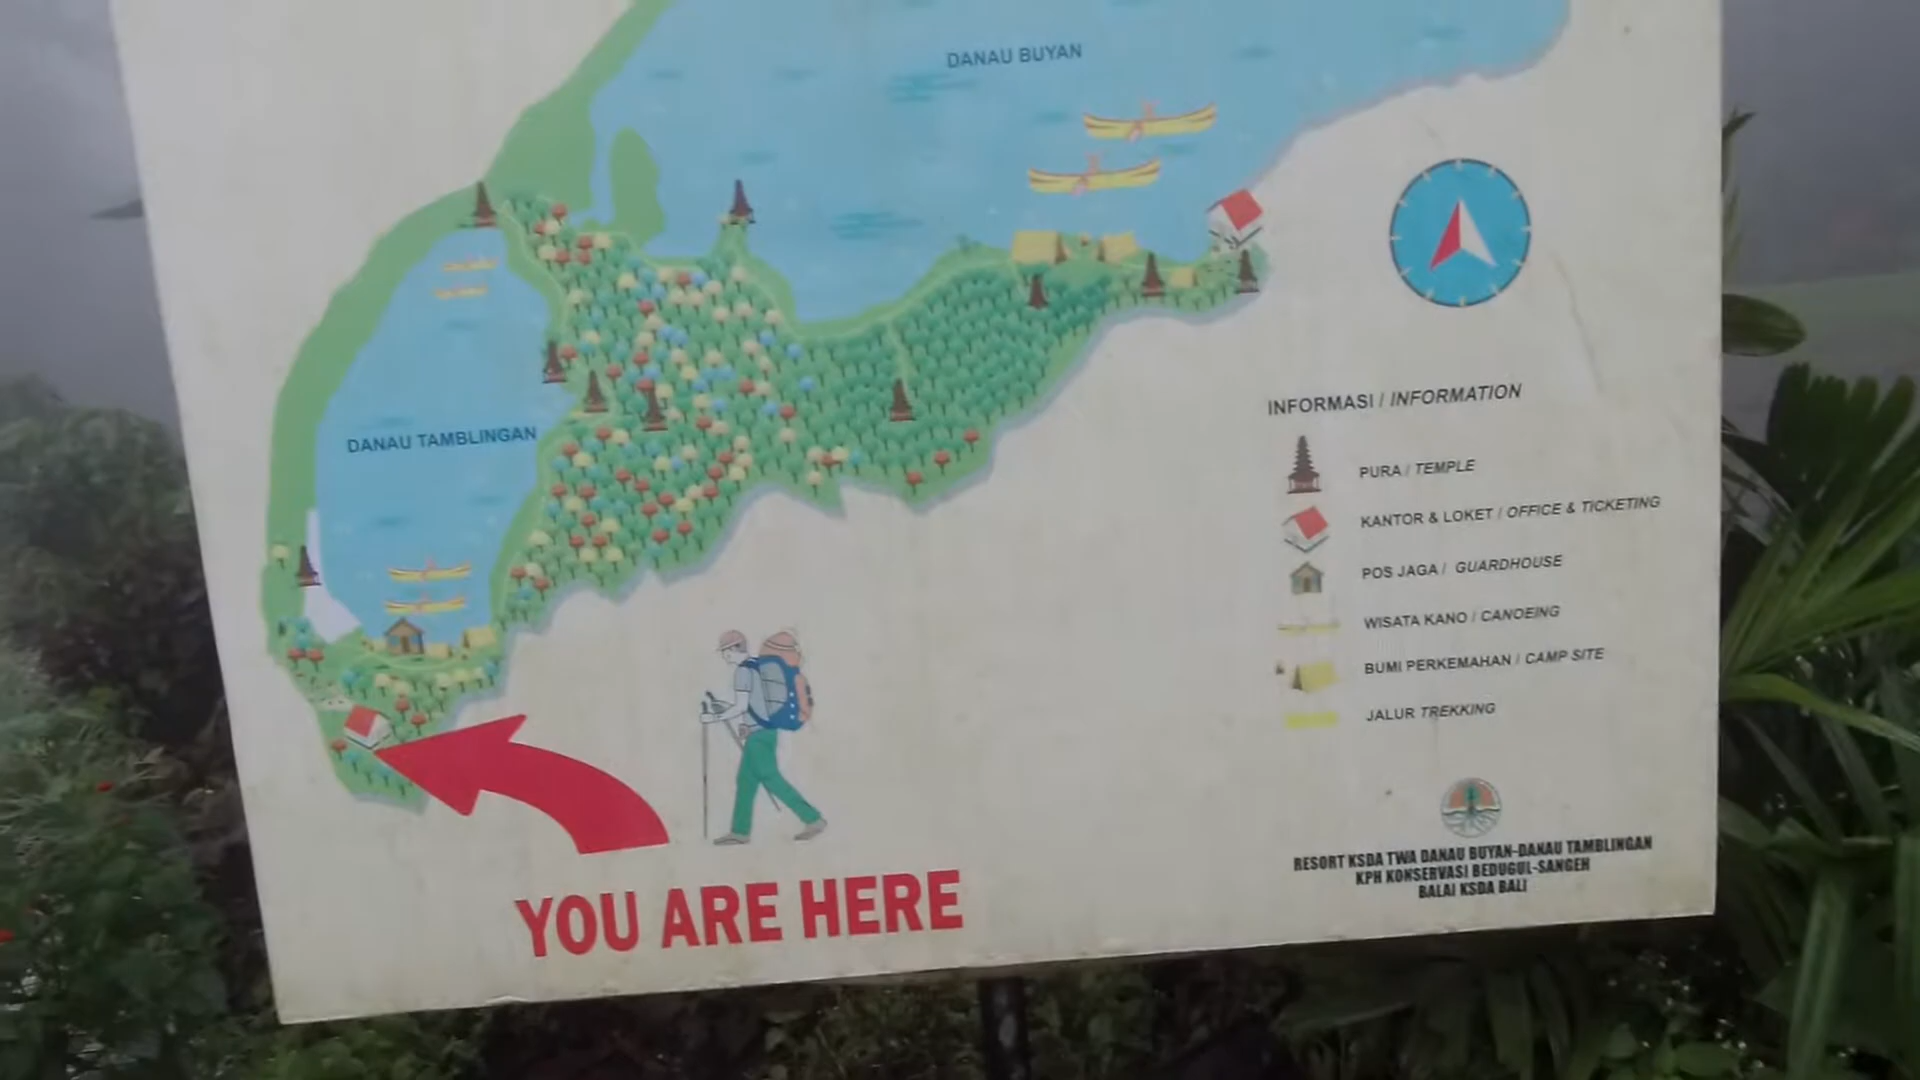 DANAU BUYAN
DANAU TAMBLINGAN
INFORMASI / INFORMATION
PURA / TEMPLE
KANTOR & LOKET / OFFICE & TICKETING
POS JAGA / GUARDHOUSE
WISATA KANO / CANOEING
BUMI PERKEMAHAN / CAMP SITE
JALUR TREKKING
YOU ARE HERE
RESORT KSDA TWA DANAU BUYAN-DANAU TAMBLINGAN
KPH KONSERVASI BEDUGUL-SANGEH
BALAI KSDA BALI